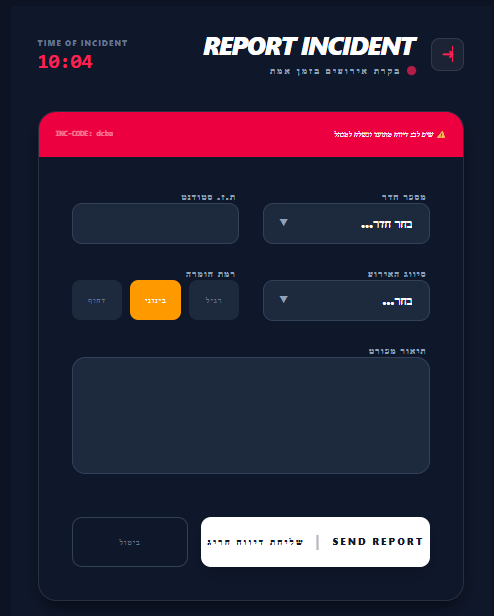 REPORT INCIDENT
בקרת אירועים בזמן אמת
TIME OF INCIDENT
10:04
שים לב: דיווח מתועד ונשלח למנהל
INC-CODE: dcba
מספר חדר
בחר חדר...
ת.ז. סטודנט
סיווג האירוע
בחר...
רמת חומרה
רגיל
בינוני
דחוף
תיאור מפורט
שליחת דיווח חריג | SEND REPORT
ביטול